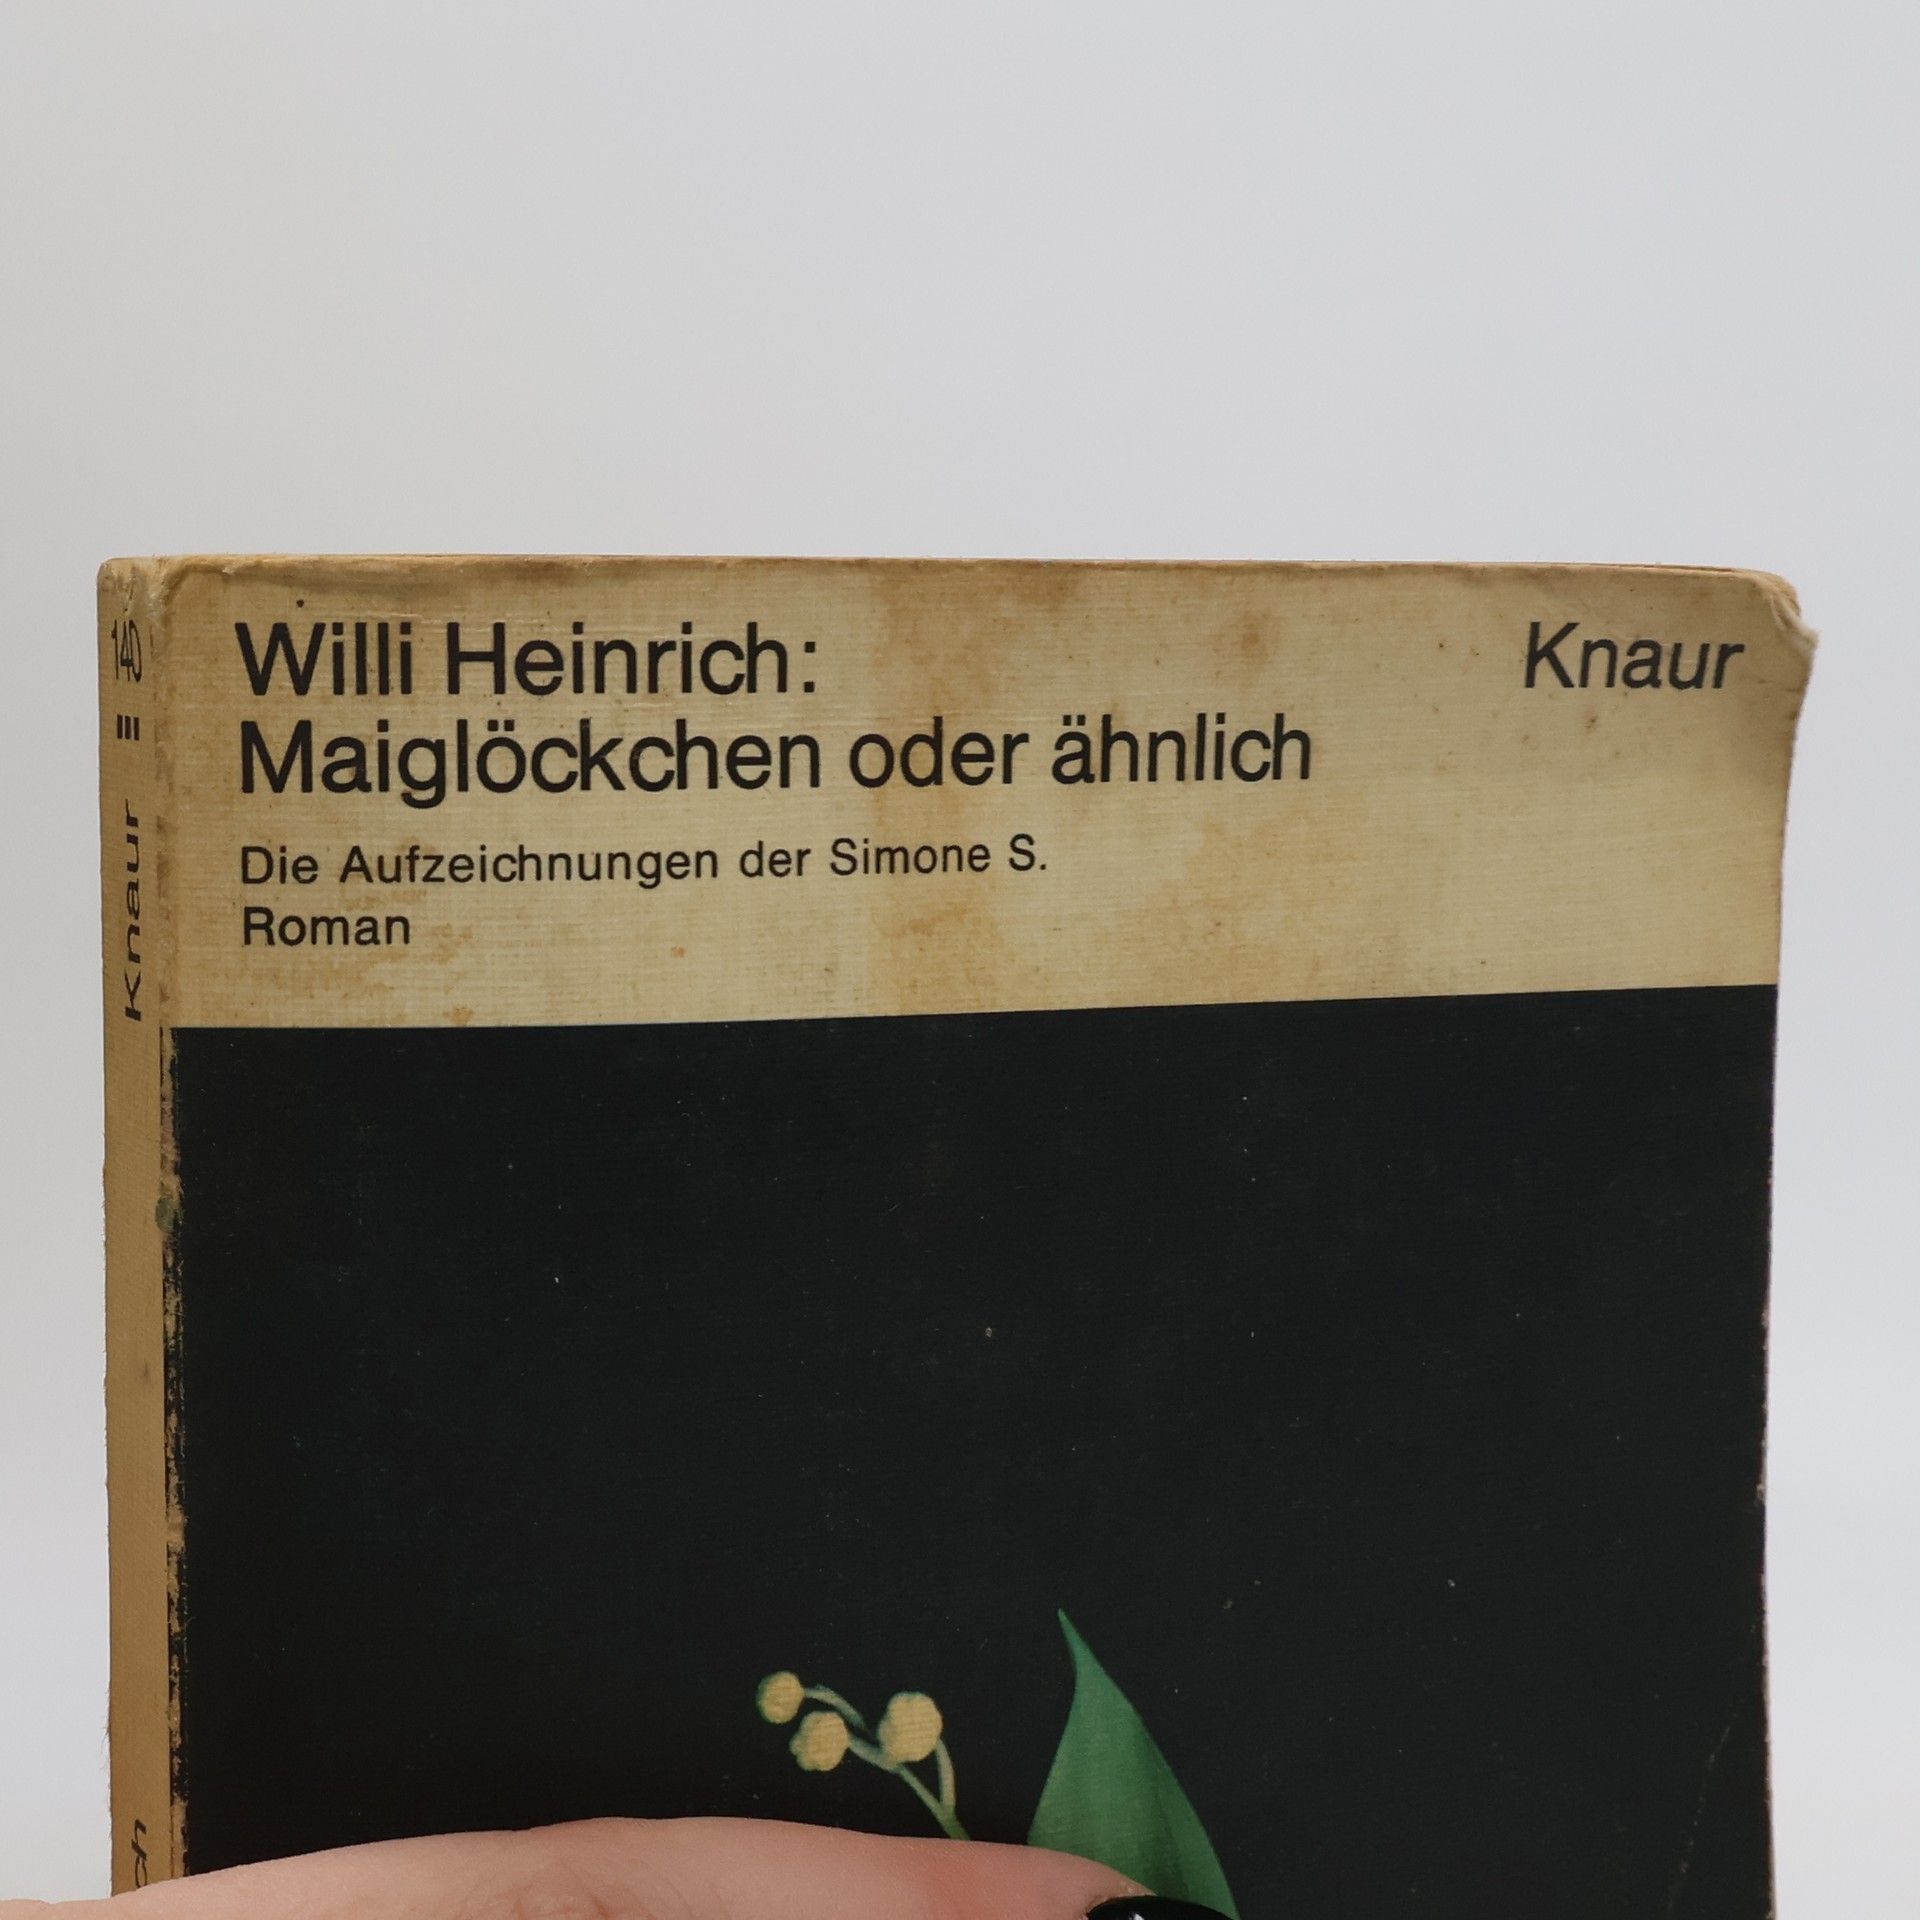 Willi Heinrich:
Maiglöckchen oder ähnlich
Die Aufzeichnungen der Simone S.
Roman
Knaur
140
Knaur